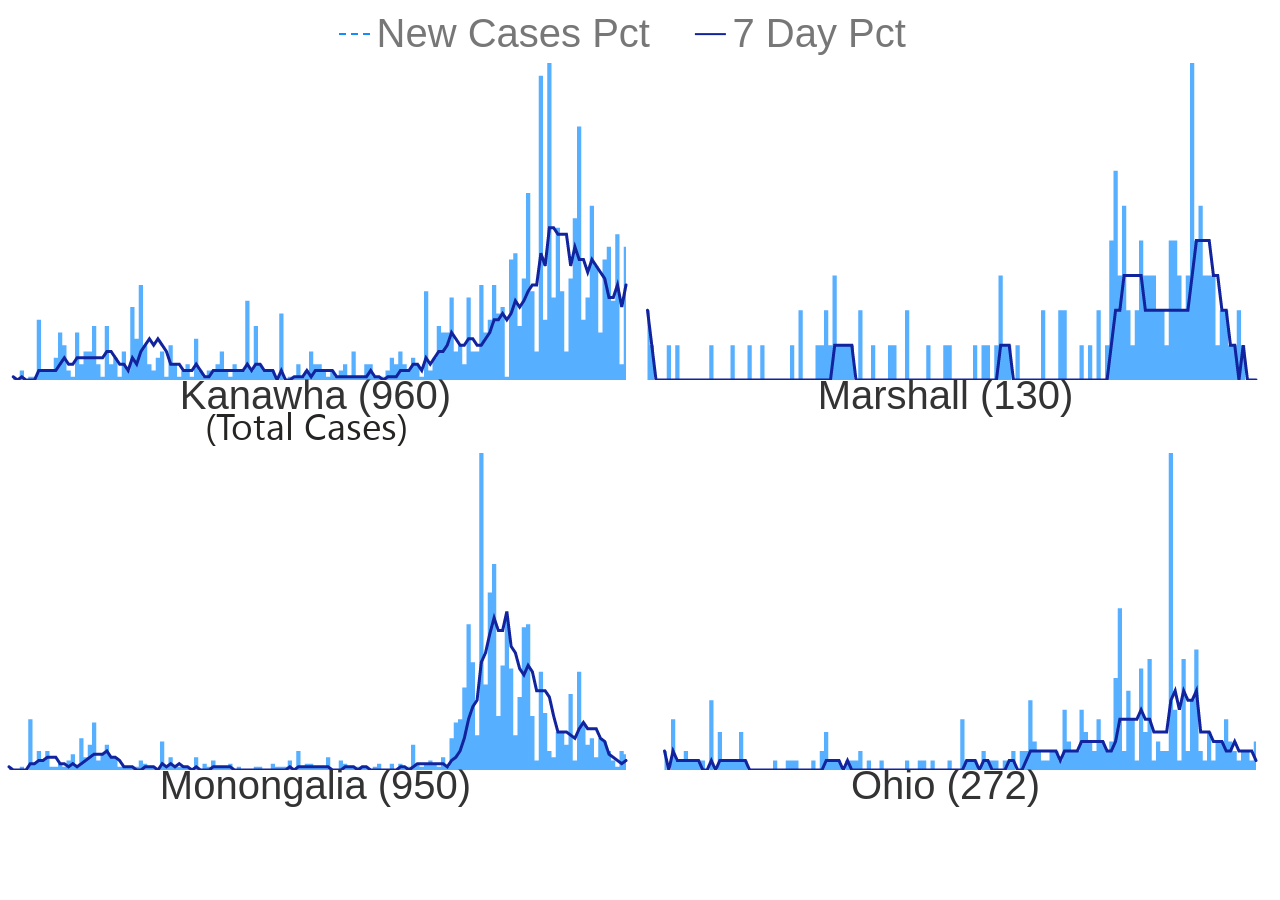 New Cases Pct 7 Day Pct
Kanawha (960) Marshall (130)
(Total Cases)
Monongalia (950) Ohio (272)